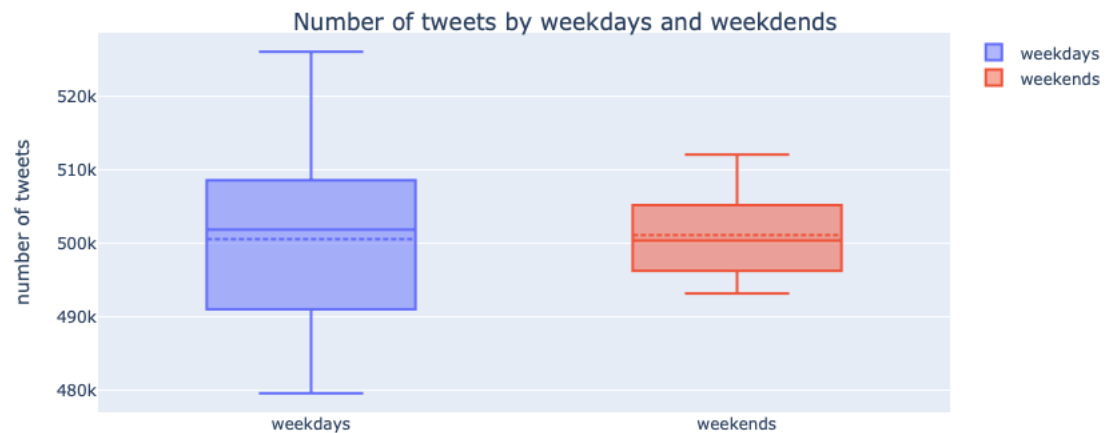 Number of tweets by weekdays and weekdends
weekdays
weekends
520k
510k
500k
490k
480k
number of tweets
weekdays
weekends